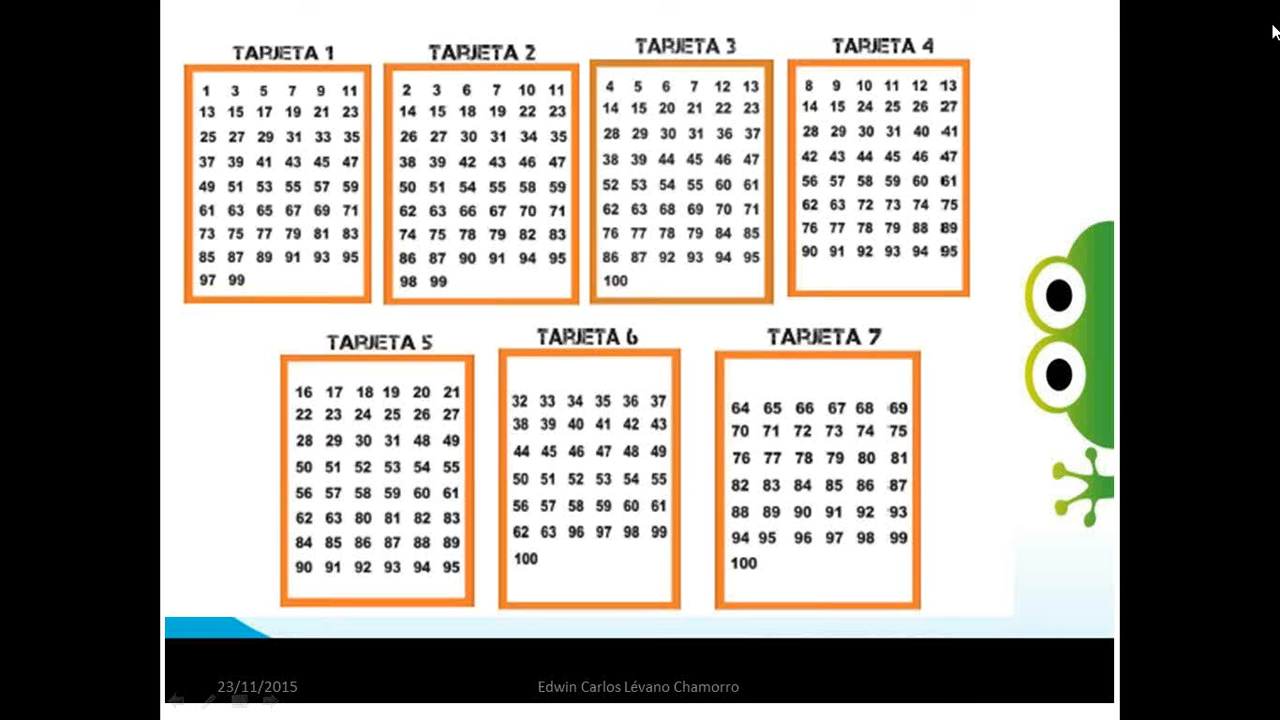 TARJETA 1
1 3 5 7 9 11
13 15 17 19 21 23
25 27 29 31 33 35
37 39 41 43 45 47
49 51 53 55 57 59
61 63 65 67 69 71
73 75 77 79 81 83
85 87 89 91 93 95
97 99
TARJETA 2
2 3 6 7 10 11
14 15 18 19 22 23
26 27 30 31 34 35
38 39 42 43 46 47
50 51 54 55 58 59
62 63 66 67 70 71
74 75 78 79 82 83
86 87 90 91 94 95
98 99
TARJETA 3
4 5 6 7 12 13
14 15 20 21 22 23
28 29 30 31 36 37
38 39 44 45 46 47
52 53 54 55 60 61
62 63 68 69 70 71
76 77 78 79 84 85
86 87 92 93 94 95
100
TARJETA 4
8 9 10 11 12 13
14 15 24 25 26 27
28 29 30 31 40 41
42 43 44 45 46 47
56 57 58 59 60 61
62 63 72 73 74 75
76 77 78 79 88 89
90 91 92 93 94 95
TARJETA 5
16 17 18 19 20 21
22 23 24 25 26 27
28 29 30 31 48 49
50 51 52 53 54 55
56 57 58 59 60 61
62 63 80 81 82 83
84 85 86 87 88 89
90 91 92 93 94 95
TARJETA 6
32 33 34 35 36 37
38 39 40 41 42 43
44 45 46 47 48 49
50 51 52 53 54 55
56 57 58 59 60 61
62 63 96 97 98 99
100
TARJETA 7
64 65 66 67 68 69
70 71 72 73 74 75
76 77 78 79 80 81
82 83 84 85 86 87
88 89 90 91 92 93
94 95 96 97 98 99
100
23/11/2015
Edwin Carlos Lévano Chamorro